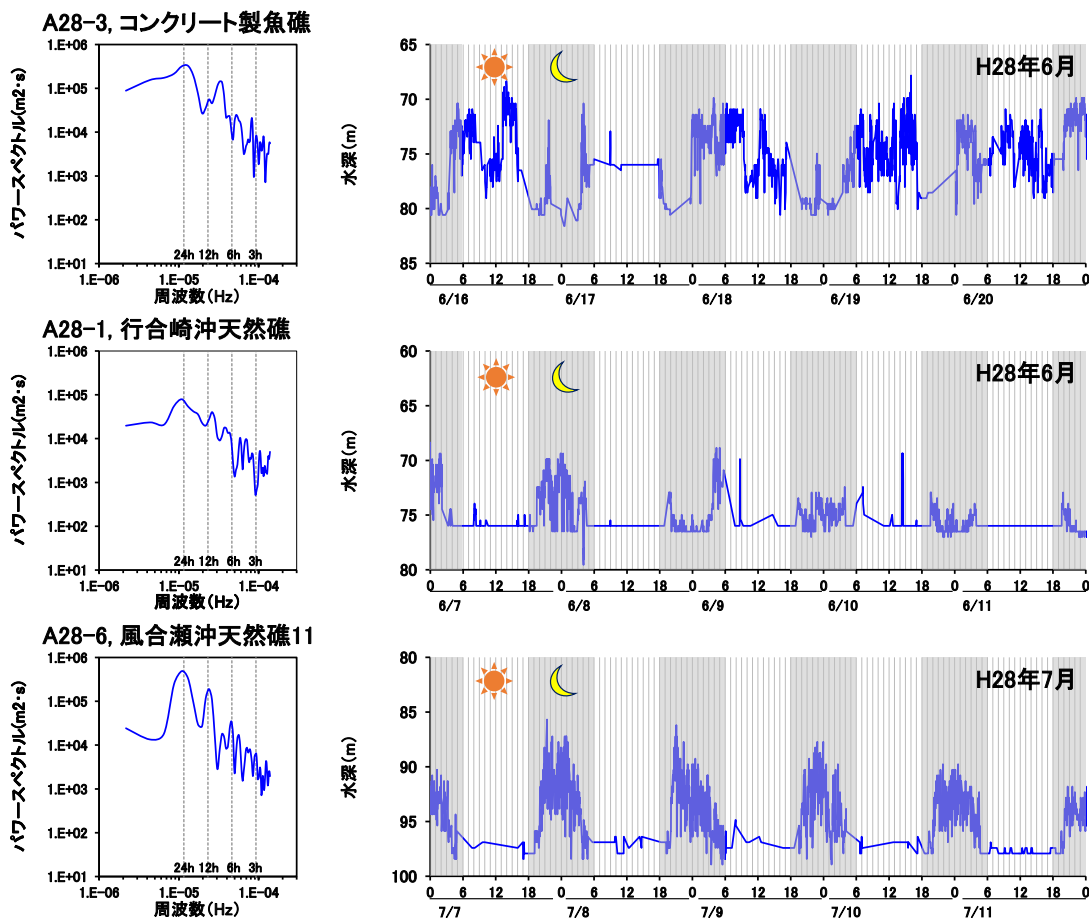 A28-3, コンクリート製魚礁
パワースペクトル(m2・s)
1.E+06
1.E+05
1.E+04
1.E+03
1.E+02
1.E+01
24h 12h 6h 3h
1.E-06 1.E-05 1.E-04
周波数(Hz)
水深(m)
65
70
75
80
85
H28年6月
0 6 12 18 0 6 12 18 0 6 12 18 0 6 12 18 0 6 12 18 0
6/16 6/17 6/18 6/19 6/20
A28-1, 行合崎沖天然礁
パワースペクトル(m2・s)
1.E+06
1.E+05
1.E+04
1.E+03
1.E+02
1.E+01
24h 12h 6h 3h
1.E-06 1.E-05 1.E-04
周波数(Hz)
水深(m)
60
65
70
75
80
H28年6月
0 6 12 18 0 6 12 18 0 6 12 18 0 6 12 18 0 6 12 18 0
6/7 6/8 6/9 6/10 6/11
A28-6, 風合瀬沖天然礁11
パワースペクトル(m2・s)
1.E+06
1.E+05
1.E+04
1.E+03
1.E+02
1.E+01
24h 12h 6h 3h
1.E-06 1.E-05 1.E-04
周波数(Hz)
水深(m)
80
85
90
95
100
H28年7月
0 6 12 18 0 6 12 18 0 6 12 18 0 6 12 18 0 6 12 18 0
7/7 7/8 7/9 7/10 7/11